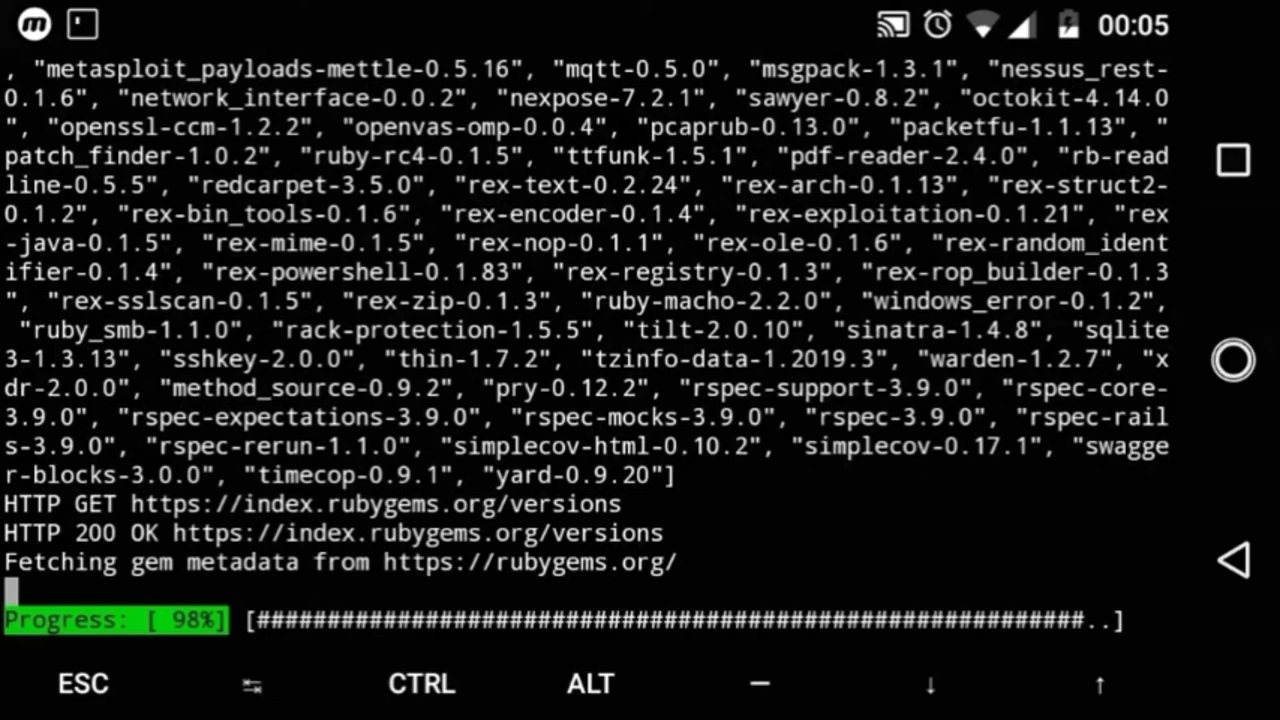 m
00:05
, "metasploit_payloads-mettle-0.5.16", "mqtt-0.5.0", "msgpack-1.3.1", "nessus_rest-
0.1.6", "network_interface-0.0.2", "nexpose-7.2.1", "sawyer-0.8.2", "octokit-4.14.0
", "openssl-ccm-1.2.2", "openvas-omp-0.0.4", "pcaprub-0.13.0", "packetfu-1.1.13", "
patch_finder-1.0.2", "ruby-rc4-0.1.5", "ttfunk-1.5.1", "pdf-reader-2.4.0", "rb-read
line-0.5.5", "redcarpet-3.5.0", "rex-text-0.2.24", "rex-arch-0.1.13", "rex-struct2-
0.1.2", "rex-bin_tools-0.1.6", "rex-encoder-0.1.4", "rex-exploitation-0.1.21", "rex
-java-0.1.5", "rex-mime-0.1.5", "rex-nop-0.1.1", "rex-ole-0.1.6", "rex-random_ident
ifier-0.1.4", "rex-powershell-0.1.83", "rex-registry-0.1.3", "rex-rop_builder-0.1.3
", "rex-sslscan-0.1.5", "rex-zip-0.1.3", "ruby-macho-2.2.0", "windows_error-0.1.2",
"ruby_smb-1.1.0", "rack-protection-1.5.5", "tilt-2.0.10", "sinatra-1.4.8", "sqlite
3-1.3.13", "sshkey-2.0.0", "thin-1.7.2", "tzinfo-data-1.2019.3", "warden-1.2.7", "x
dr-2.0.0", "method_source-0.9.2", "pry-0.12.2", "rspec-support-3.9.0", "rspec-core-
3.9.0", "rspec-expectations-3.9.0", "rspec-mocks-3.9.0", "rspec-3.9.0", "rspec-rail
s-3.9.0", "rspec-rerun-1.1.0", "simplecov-html-0.10.2", "simplecov-0.17.1", "swagge
r-blocks-3.0.0", "timecop-0.9.1", "yard-0.9.20"]
HTTP GET https://index.rubygems.org/versions
HTTP 200 OK https://index.rubygems.org/versions
Fetching gem metadata from https://rubygems.org/
Progress: [ 98%] [###########################################################..]
ESC ⇆ CTRL ALT — ↓ ↑